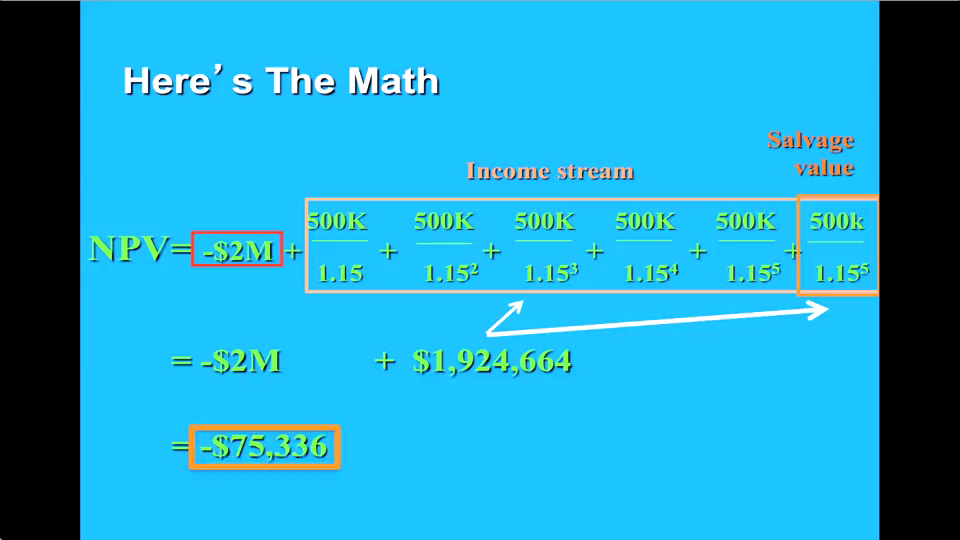 Here's The Math
Salvage
value
Income stream
500K 500K 500K 500K 500K 500k
NPV= -$2M + + + + + +
1.15 1.15² 1.15³ 1.15⁴ 1.15⁵ 1.15⁵
= -$2M + $1,924,664
= -$75,336